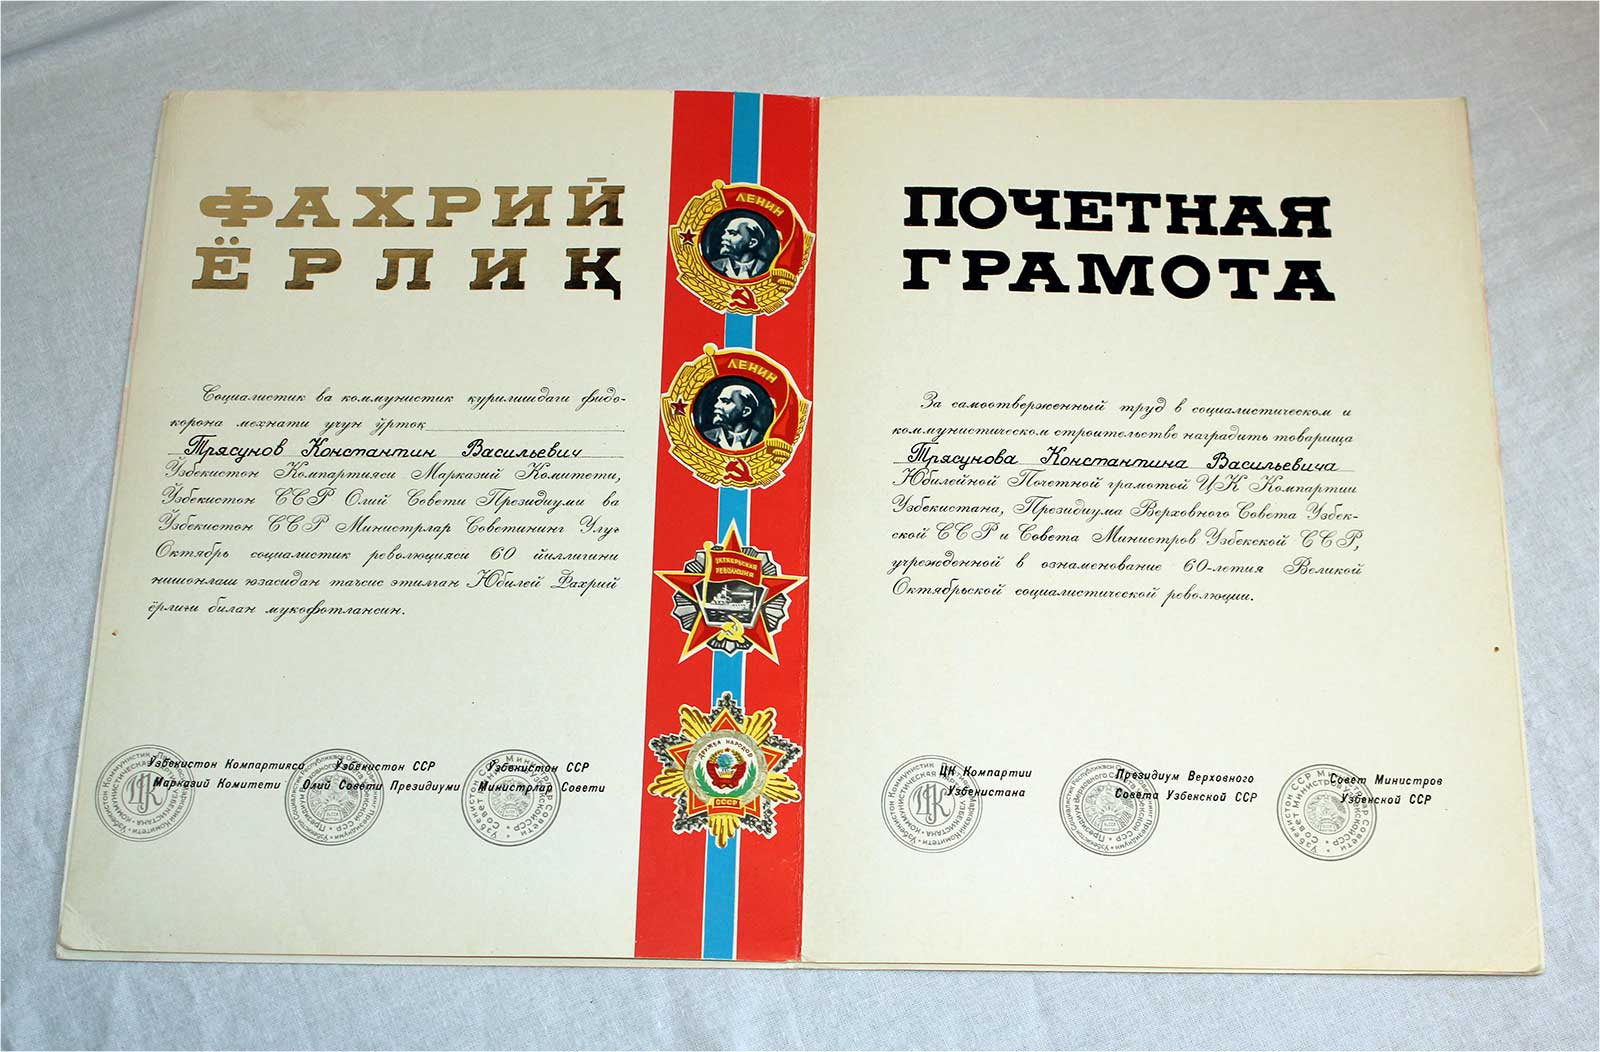 ФАХРИЙ
ЁРЛИҚ
Социалистик ва коммунистик қурилишдаги фидо-
корона меҳнати учун ўртоқ
Трясунов Константин Васильевич
Ўзбекистон Компартияси Марказий Комитети,
Ўзбекистон ССР Олий Совети Президиуми ва
Ўзбекистон ССР Министрлар Советининг Улуғ
Октябрь социалистик революцияси 60 йиллигини
нишонлаш юзасидан таъсис этилган Юбилей Фахрий
ёрлиғи билан мукофотлансин.
Ўзбекистон Компартияси
Марказий Комитети
Ўзбекистон ССР
Олий Совети Президиуми
Ўзбекистон ССР
Министрлар Совети
ЛЕНИН
ЛЕНИН
ОКТЯБРЬСКАЯ
РЕВОЛЮЦИЯ
ДРУЖБА НАРОДОВ
СССР
ПОЧЕТНАЯ
ГРАМОТА
За самоотверженный труд в социалистическом и
коммунистическом строительстве наградить товарища
Трясунова Константина Васильевича
Юбилейной Почетной грамотой ЦК Компартии
Узбекистана, Президиума Верховного Совета Узбек-
ской ССР и Совета Министров Узбекской ССР,
учрежденной в ознаменование 60-летия Великой
Октябрьской социалистической революции.
ЦК Компартии
Узбекистана
Президиум Верховного
Совета Узбекской ССР
Совет Министров
Узбекской ССР